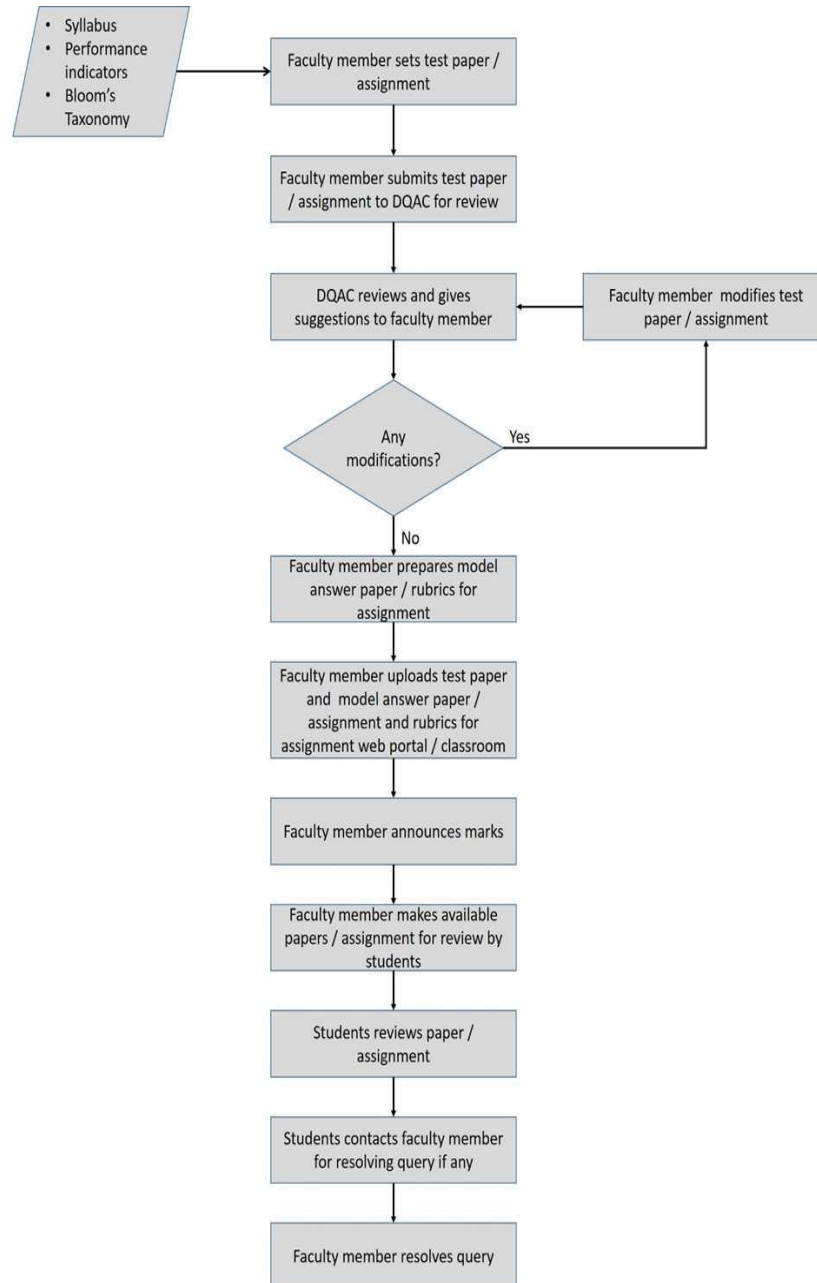 • Syllabus
• Performance
indicators
• Bloom's
Taxonomy
Faculty member sets test paper /
assignment
Faculty member submits test paper
/ assignment to DQAC for review
DQAC reviews and gives
suggestions to faculty member
Faculty member modifies test
paper / assignment
Any
modifications?
Yes
No
Faculty member prepares model
answer paper / rubrics for
assignment
Faculty member uploads test paper
and model answer paper /
assignment and rubrics for
assignment web portal / classroom
Faculty member announces marks
Faculty member makes available
papers / assignment for review by
students
Students reviews paper /
assignment
Students contacts faculty member
for resolving query if any
Faculty member resolves query